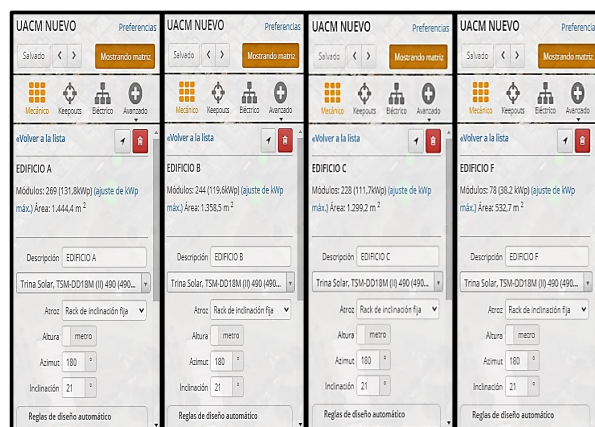 UACM NUEVO
Preferencias
Salvado
Mostrando matriz
Mecánico Keepouts Eléctrico Avanzado
«Volver a la lista
EDIFICIO A
Módulos: 269 (131,8kWp) (ajuste de kWp
máx.) Área: 1.444,4 m 2
Descripción EDIFICIO A
Trina Solar, TSM-DD18M (II) 490 (490...
Atroz Rack de inclinación fija
Altura metro
Azimut 180 °
Inclinación 21 °
Reglas de diseño automático
UACM NUEVO
Preferencias
Salvado
Mostrando matriz
Mecánico Keepouts Eléctrico Avanzado
«Volver a la lista
EDIFICIO B
Módulos: 244 (119,6kWp) (ajuste de kWp
máx.) Área: 1.358,5 m 2
Descripción EDIFICIO B
Trina Solar, TSM-DD18M (II) 490 (490...
Atroz Rack de inclinación fija
Altura metro
Azimut 180 °
Inclinación 21 °
Reglas de diseño automático
UACM NUEVO
Preferencias
Salvado
Mostrando matriz
Mecánico Keepouts Eléctrico Avanzado
«Volver a la lista
EDIFICIO C
Módulos: 228 (111,7kWp) (ajuste de kWp
máx.) Área: 1.299,2 m 2
Descripción EDIFICIO C
Trina Solar, TSM-DD18M (II) 490 (490...
Atroz Rack de inclinación fija
Altura metro
Azimut 180 °
Inclinación 21 °
Reglas de diseño automático
UACM NUEVO
Preferencias
Salvado
Mostrando matriz
Mecánico Keepouts Eléctrico Avanzado
«Volver a la lista
EDIFICIO F
Módulos: 78 (38,2 kWp) (ajuste de kWp
máx.) Área: 532,7 m 2
Descripción EDIFICIO F
Trina Solar, TSM-DD18M (II) 490 (490...
Atroz Rack de inclinación fija
Altura metro
Azimut 180 °
Inclinación 21 °
Reglas de diseño automático